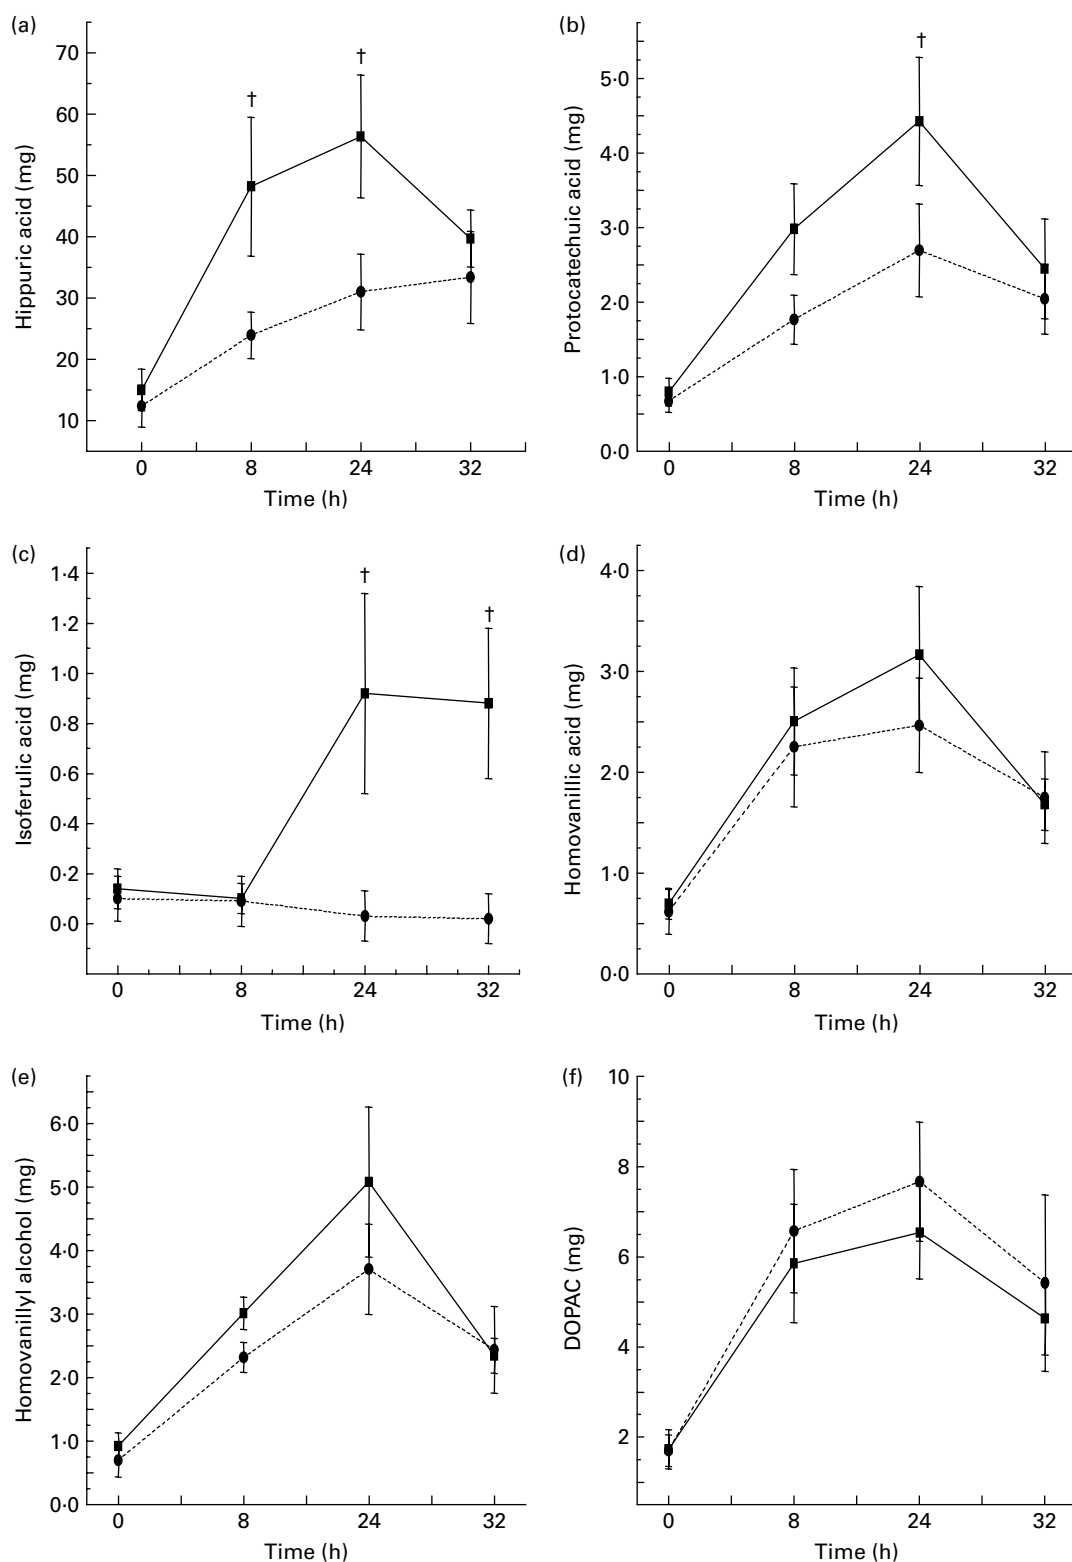 (a)
Hippuric acid (mg)
70
60
50
40
30
20
10
†
†
0 8 24 32
Time (h)
(b)
Protocatechuic acid (mg)
5·0
4·0
3·0
2·0
1·0
0·0
†
0 8 24 32
Time (h)
(c)
Isoferulic acid (mg)
1·4
1·2
1·0
0·8
0·6
0·4
0·2
0·0
†
†
0 8 24 32
Time (h)
(d)
Homovanillic acid (mg)
4·0
3·0
2·0
1·0
0·0
0 8 24 32
Time (h)
(e)
Homovanillyl alcohol (mg)
6·0
5·0
4·0
3·0
2·0
1·0
0·0
0 8 24 32
Time (h)
(f)
DOPAC (mg)
10
8
6
4
2
0 8 24 32
Time (h)